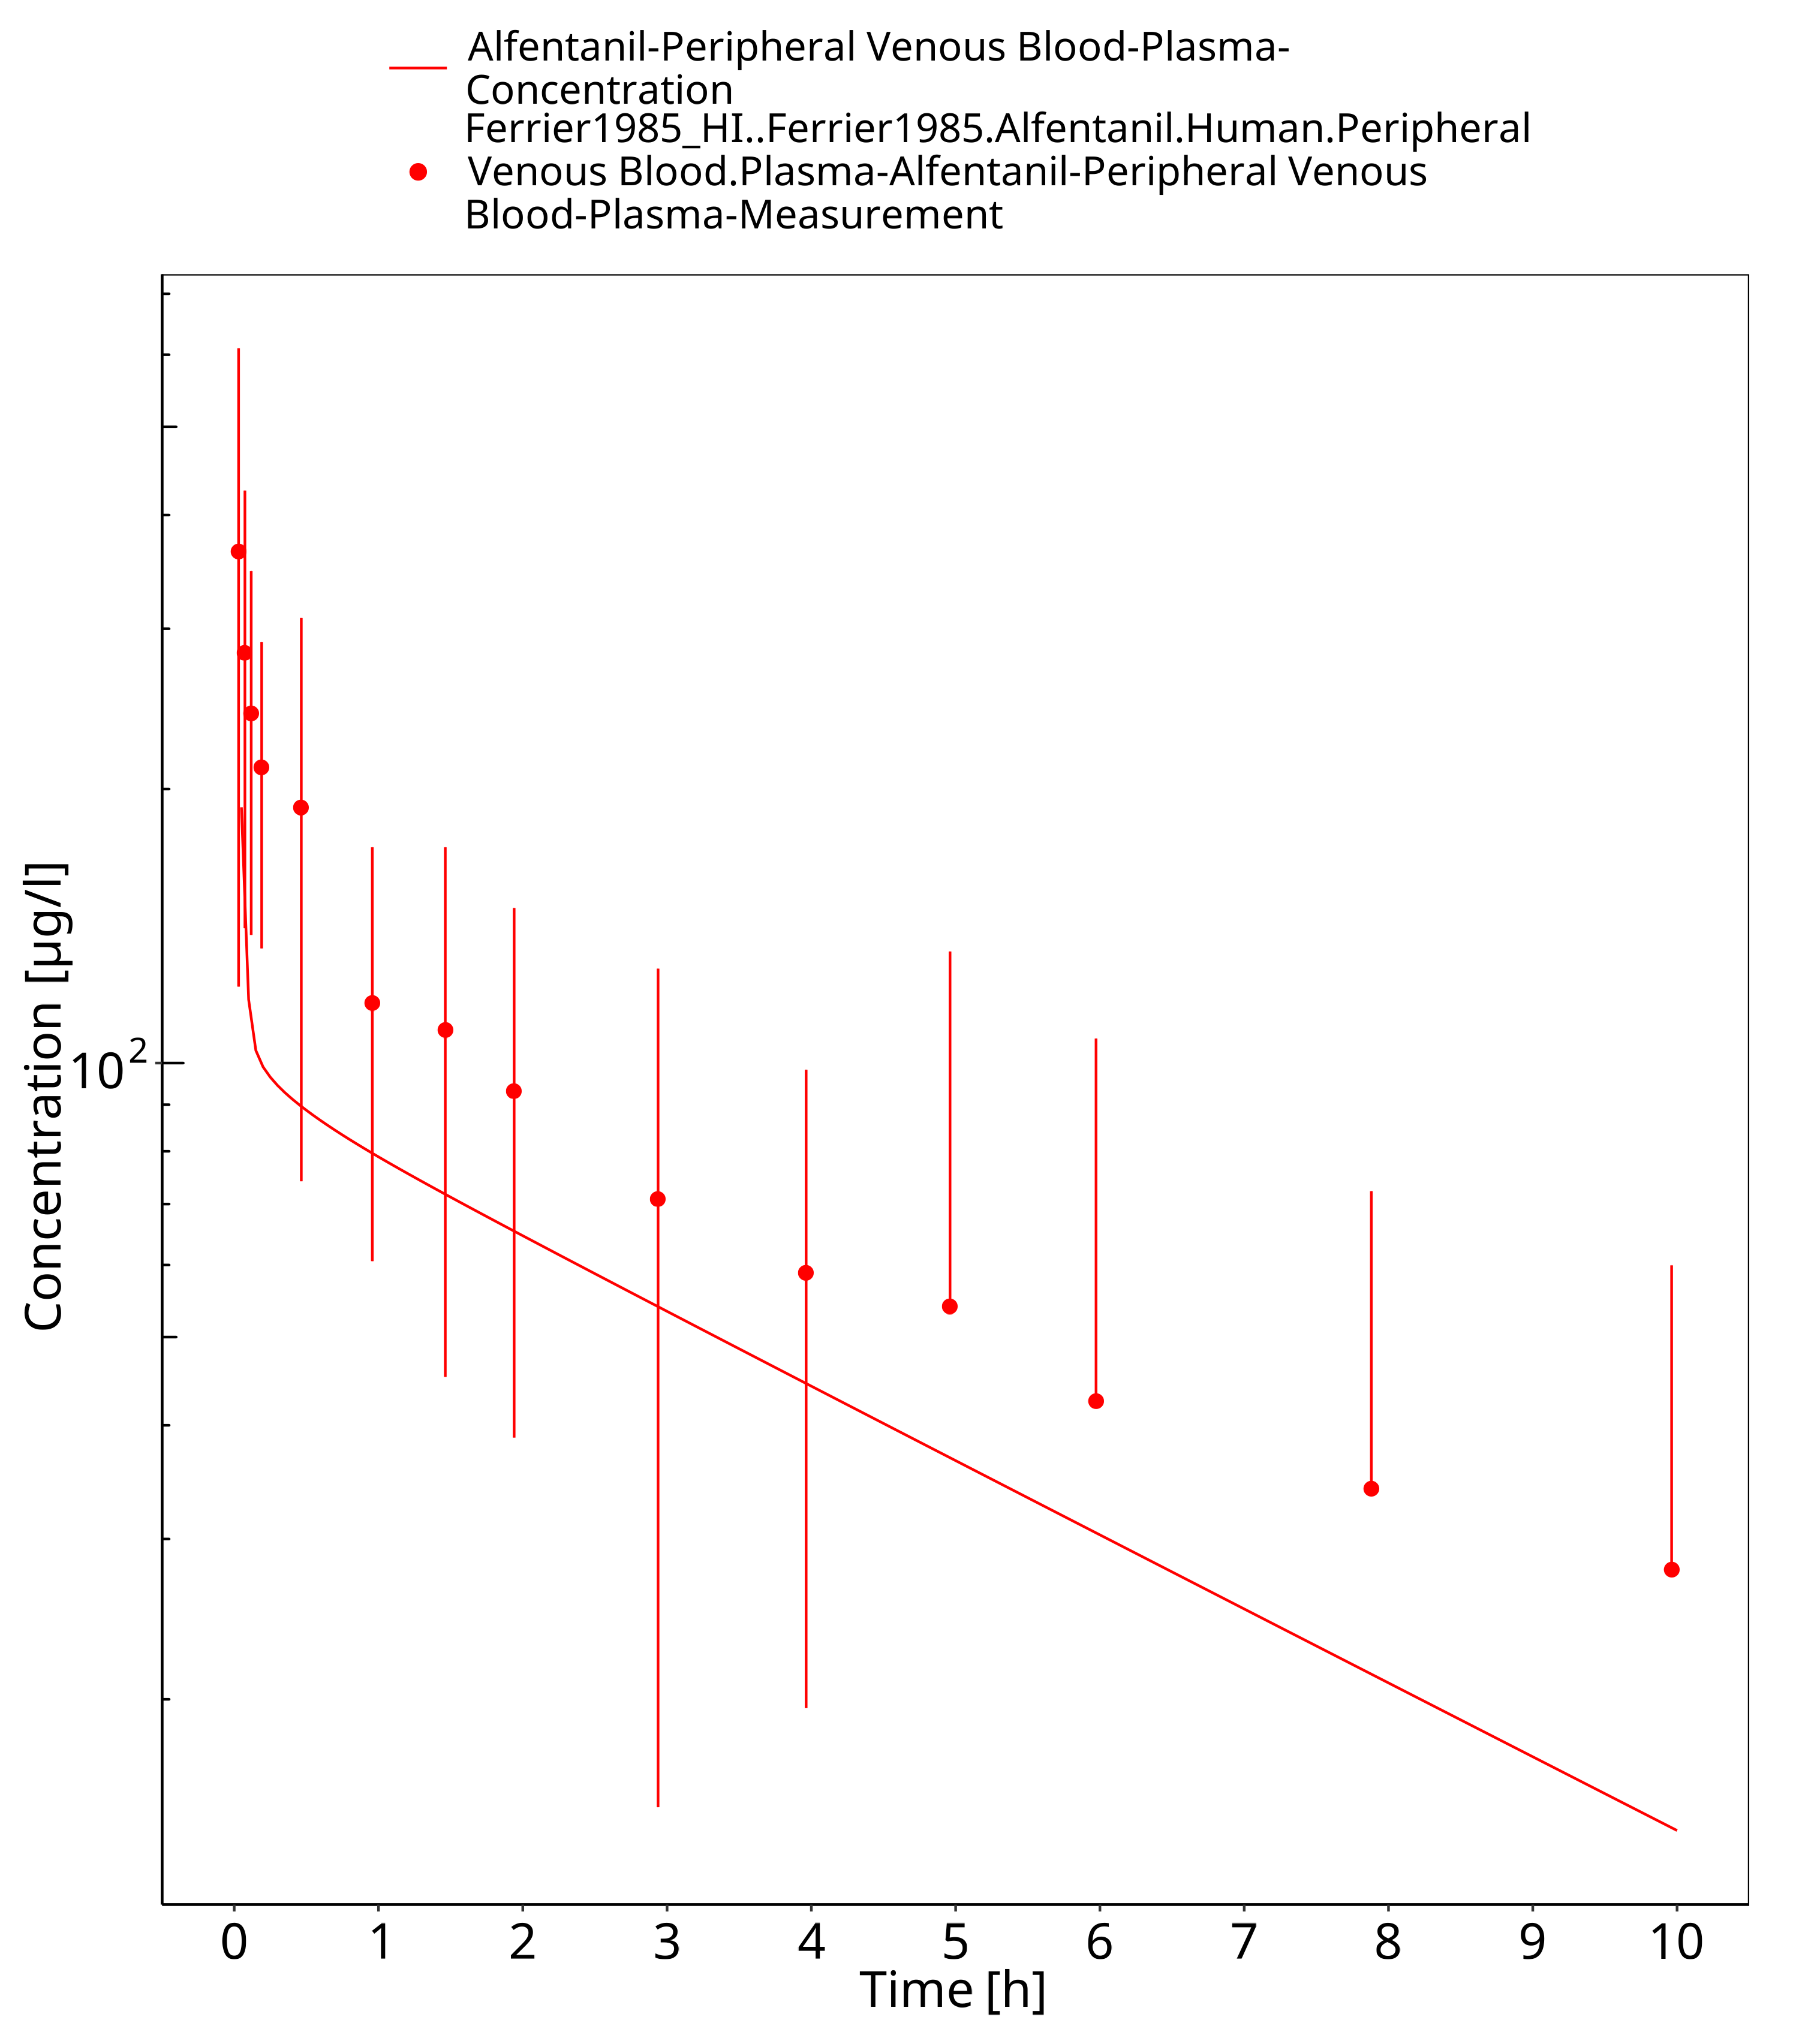 Alfentanil-Peripheral Venous Blood-Plasma-
Concentration
Ferrier1985_HI..Ferrier1985.Alfentanil.Human.Peripheral
Venous Blood.Plasma-Alfentanil-Peripheral Venous
Blood-Plasma-Measurement
Concentration [µg/l]
10²
0 1 2 3 4 5 6 7 8 9 10
Time [h]